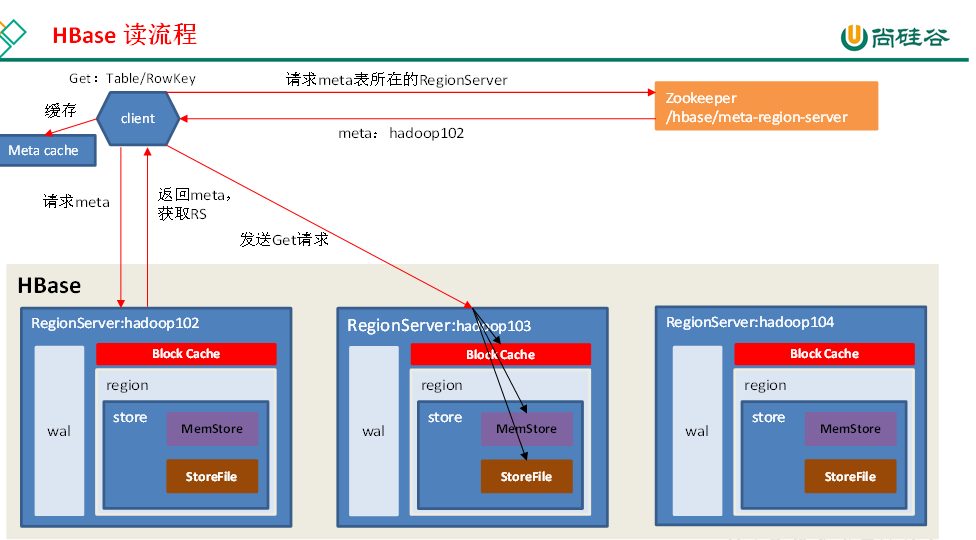 HBase 读流程
尚硅谷
Get：Table/RowKey
请求meta表所在的RegionServer
缓存
client
Zookeeper
/hbase/meta-region-server
meta：hadoop102
Meta cache
请求meta
返回meta，
获取RS
发送Get请求
HBase
RegionServer:hadoop102
Block Cache
region
store
MemStore
wal
StoreFile
RegionServer:hadoop103
Block Cache
region
store
MemStore
wal
StoreFile
RegionServer:hadoop104
Block Cache
region
store
MemStore
wal
StoreFile